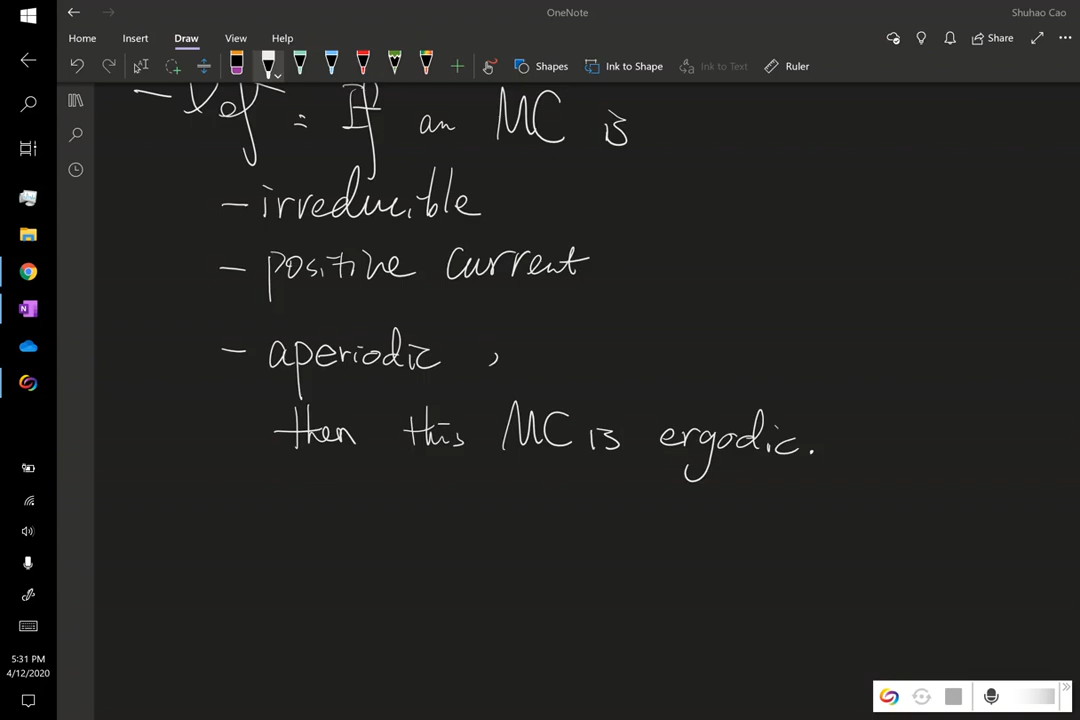 OneNote
Shuhao Cao
Home Insert Draw View Help
Share
Shapes Ink to Shape Ink to Text Ruler
- Def : If an MC is
- irreducible
- positive current
- aperiodic ,
then this MC is ergodic.
5:31 PM
4/12/2020